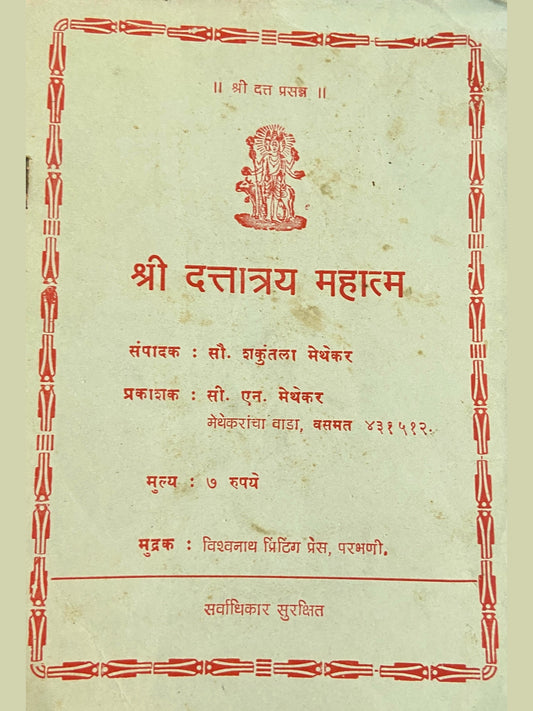 ॥ श्री दत्त प्रसन्न ॥
श्री दत्तात्रय महात्म
संपादक : सौ. शकुंतला मेथेकर
प्रकाशक : सी. एन. मेथेकर
मेथेकरांचा वाडा, वसमत ४३१५१२.
मुल्य : ७ रुपये
मुद्रक : विश्वनाथ प्रिंटिंग प्रेस, परभणी.
सर्वाधिकार सुरक्षित